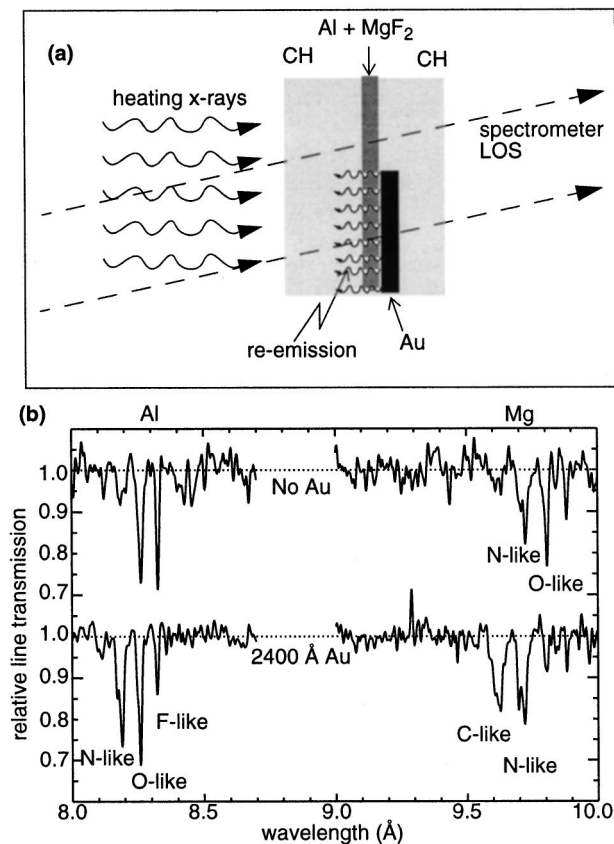 (a)
Al + MgF2
CH
CH
heating x-rays
spectrometer
LOS
re-emission
Au
(b)
Al
Mg
relative line transmission
1.0
0.9
0.8
0.7
1.0
0.9
0.8
0.7
No Au
N-like
O-like
2400 Å Au
F-like
N-like
O-like
C-like
N-like
8.0
8.5
9.0
9.5
10.0
wavelength (Å)